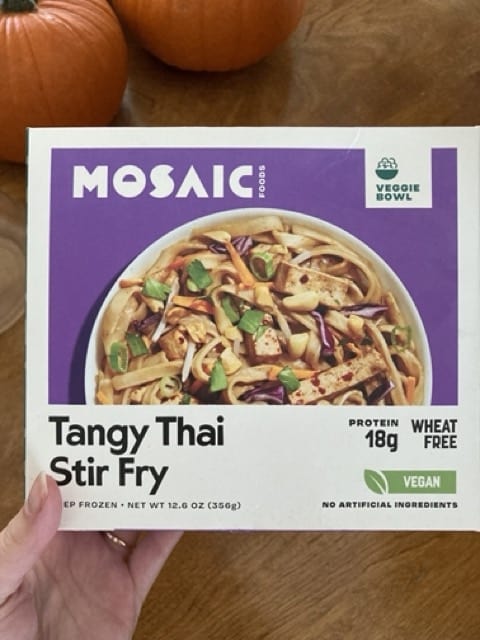 MOSAIC FOODS
VEGGIE
BOWL
Tangy Thai
Stir Fry
PROTEIN
18g
WHEAT
FREE
VEGAN
EP FROZEN • NET WT 12.6 OZ (356g)
NO ARTIFICIAL INGREDIENTS